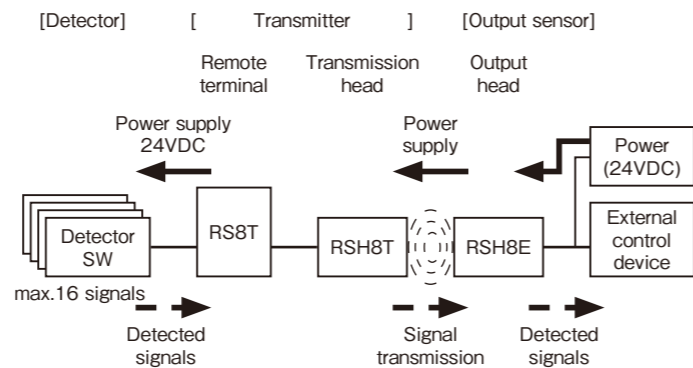 [Detector] [ Transmitter ] [Output sensor]
Remote
terminal
Transmission
head
Output
head
Power supply
24VDC
Power
supply
Power
(24VDC)
Detector
SW
RS8T
RSH8T
RSH8E
External
control
device
max.16 signals
Detected
signals
Signal
transmission
Detected
signals